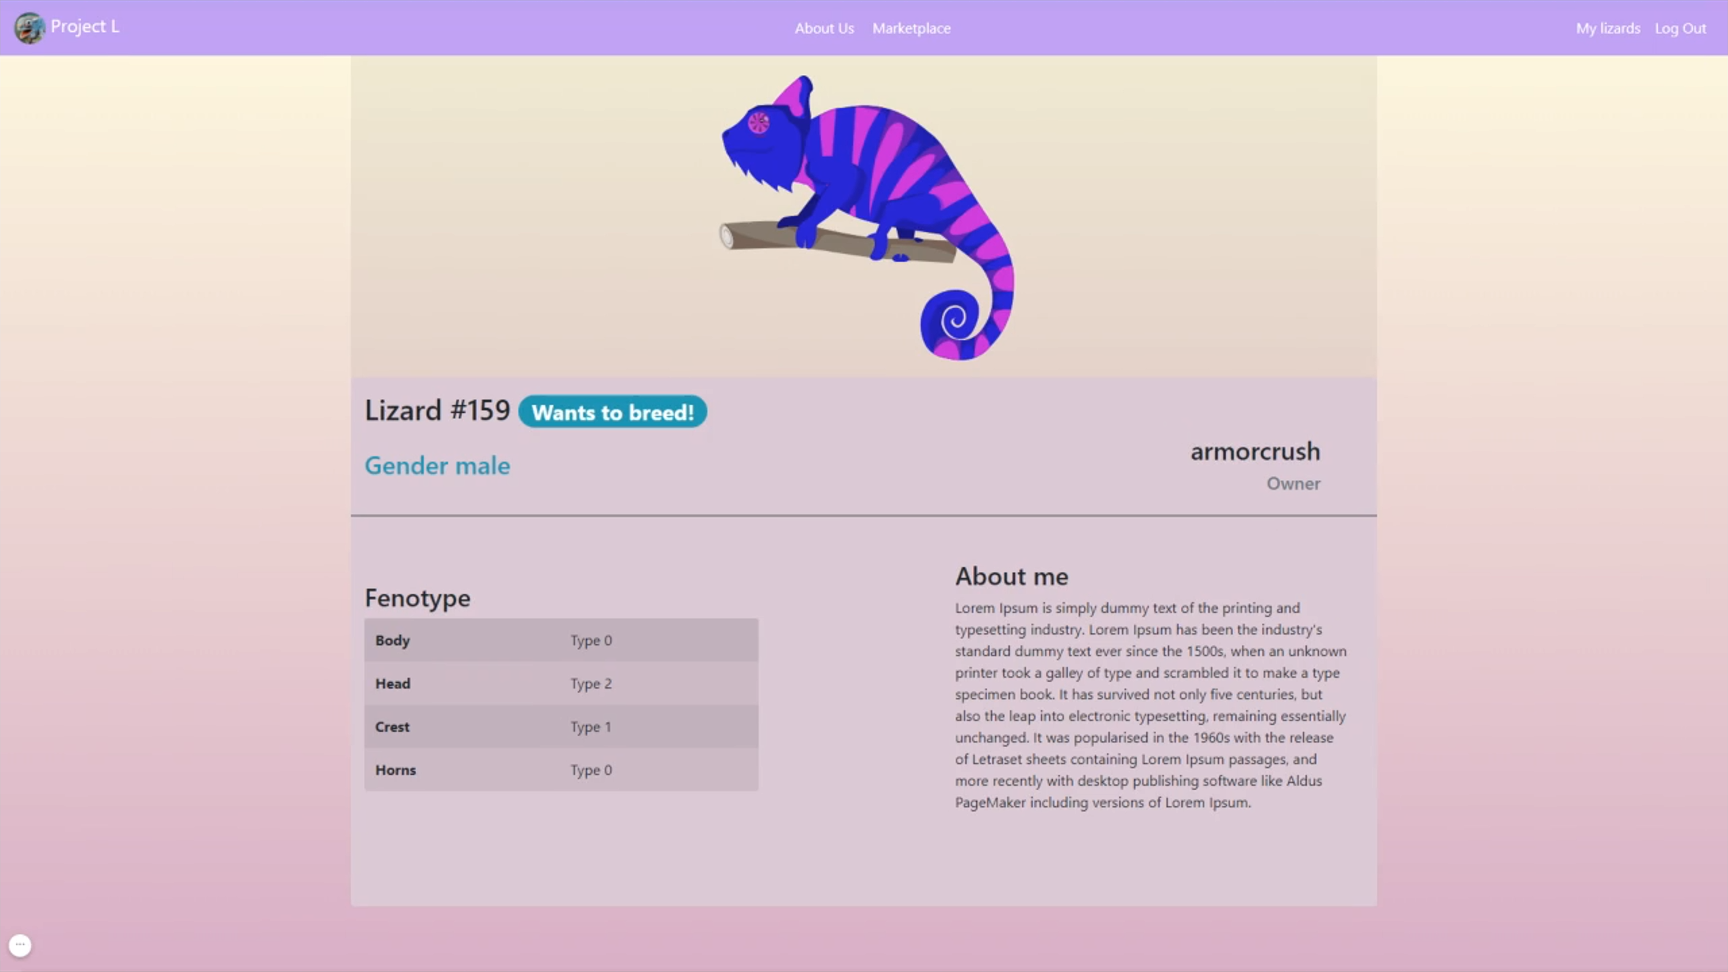 Project L
About Us
Marketplace
My lizards
Log Out
Lizard #159
Wants to breed!
Gender male
armorcrush
Owner
Fenotype
Body Type 0
Head Type 2
Crest Type 1
Horns Type 0
About me
Lorem Ipsum is simply dummy text of the printing and
typesetting industry. Lorem Ipsum has been the industry's
standard dummy text ever since the 1500s, when an unknown
printer took a galley of type and scrambled it to make a type
specimen book. It has survived not only five centuries, but
also the leap into electronic typesetting, remaining essentially
unchanged. It was popularised in the 1960s with the release
of Letraset sheets containing Lorem Ipsum passages, and
more recently with desktop publishing software like Aldus
PageMaker including versions of Lorem Ipsum.